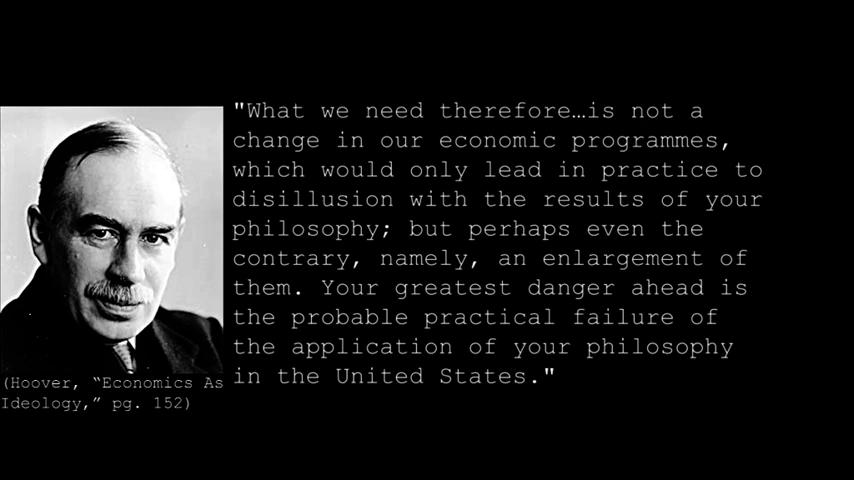 "What we need therefore…is not a
change in our economic programmes,
which would only lead in practice to
disillusion with the results of your
philosophy; but perhaps even the
contrary, namely, an enlargement of
them. Your greatest danger ahead is
the probable practical failure of
the application of your philosophy
in the United States."
(Hoover, “Economics As
Ideology,” pg. 152)